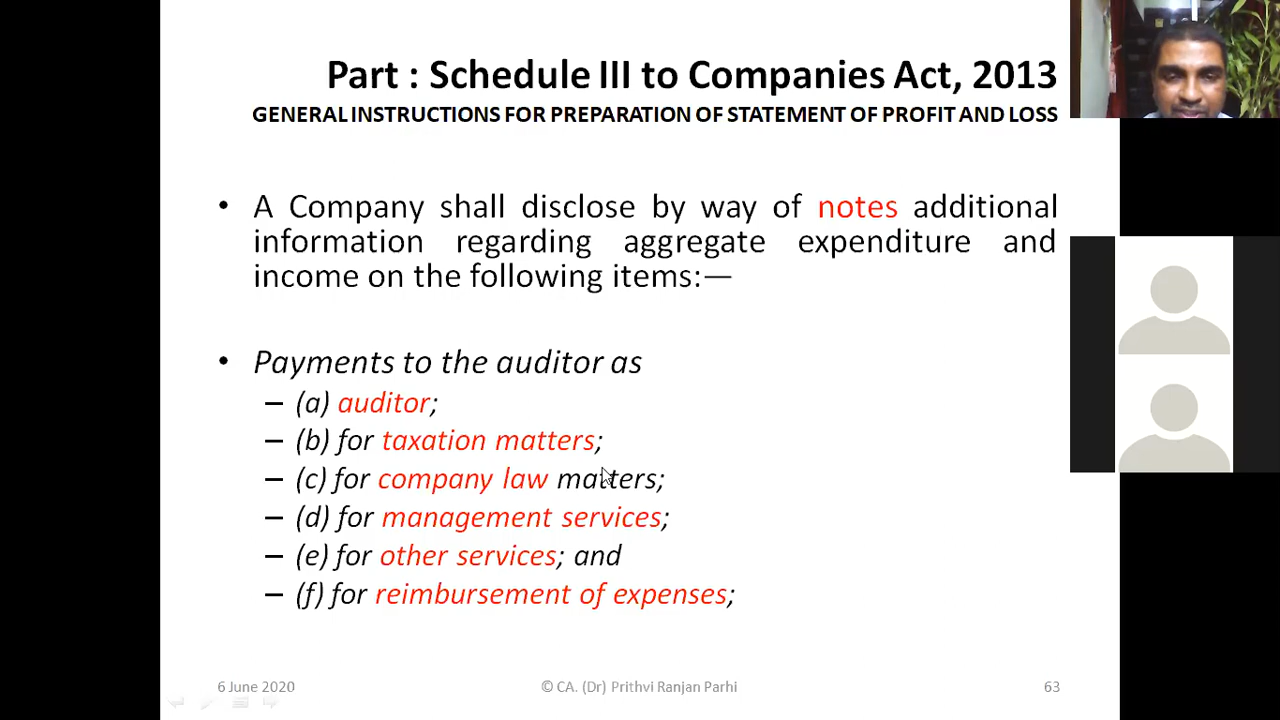 Part : Schedule III to Companies Act, 2013
GENERAL INSTRUCTIONS FOR PREPARATION OF STATEMENT OF PROFIT AND LOSS
• A Company shall disclose by way of notes additional
information regarding aggregate expenditure and
income on the following items:—
• Payments to the auditor as
– (a) auditor;
– (b) for taxation matters;
– (c) for company law matters;
– (d) for management services;
– (e) for other services; and
– (f) for reimbursement of expenses;
6 June 2020 © CA. (Dr) Prithvi Ranjan Parhi 63